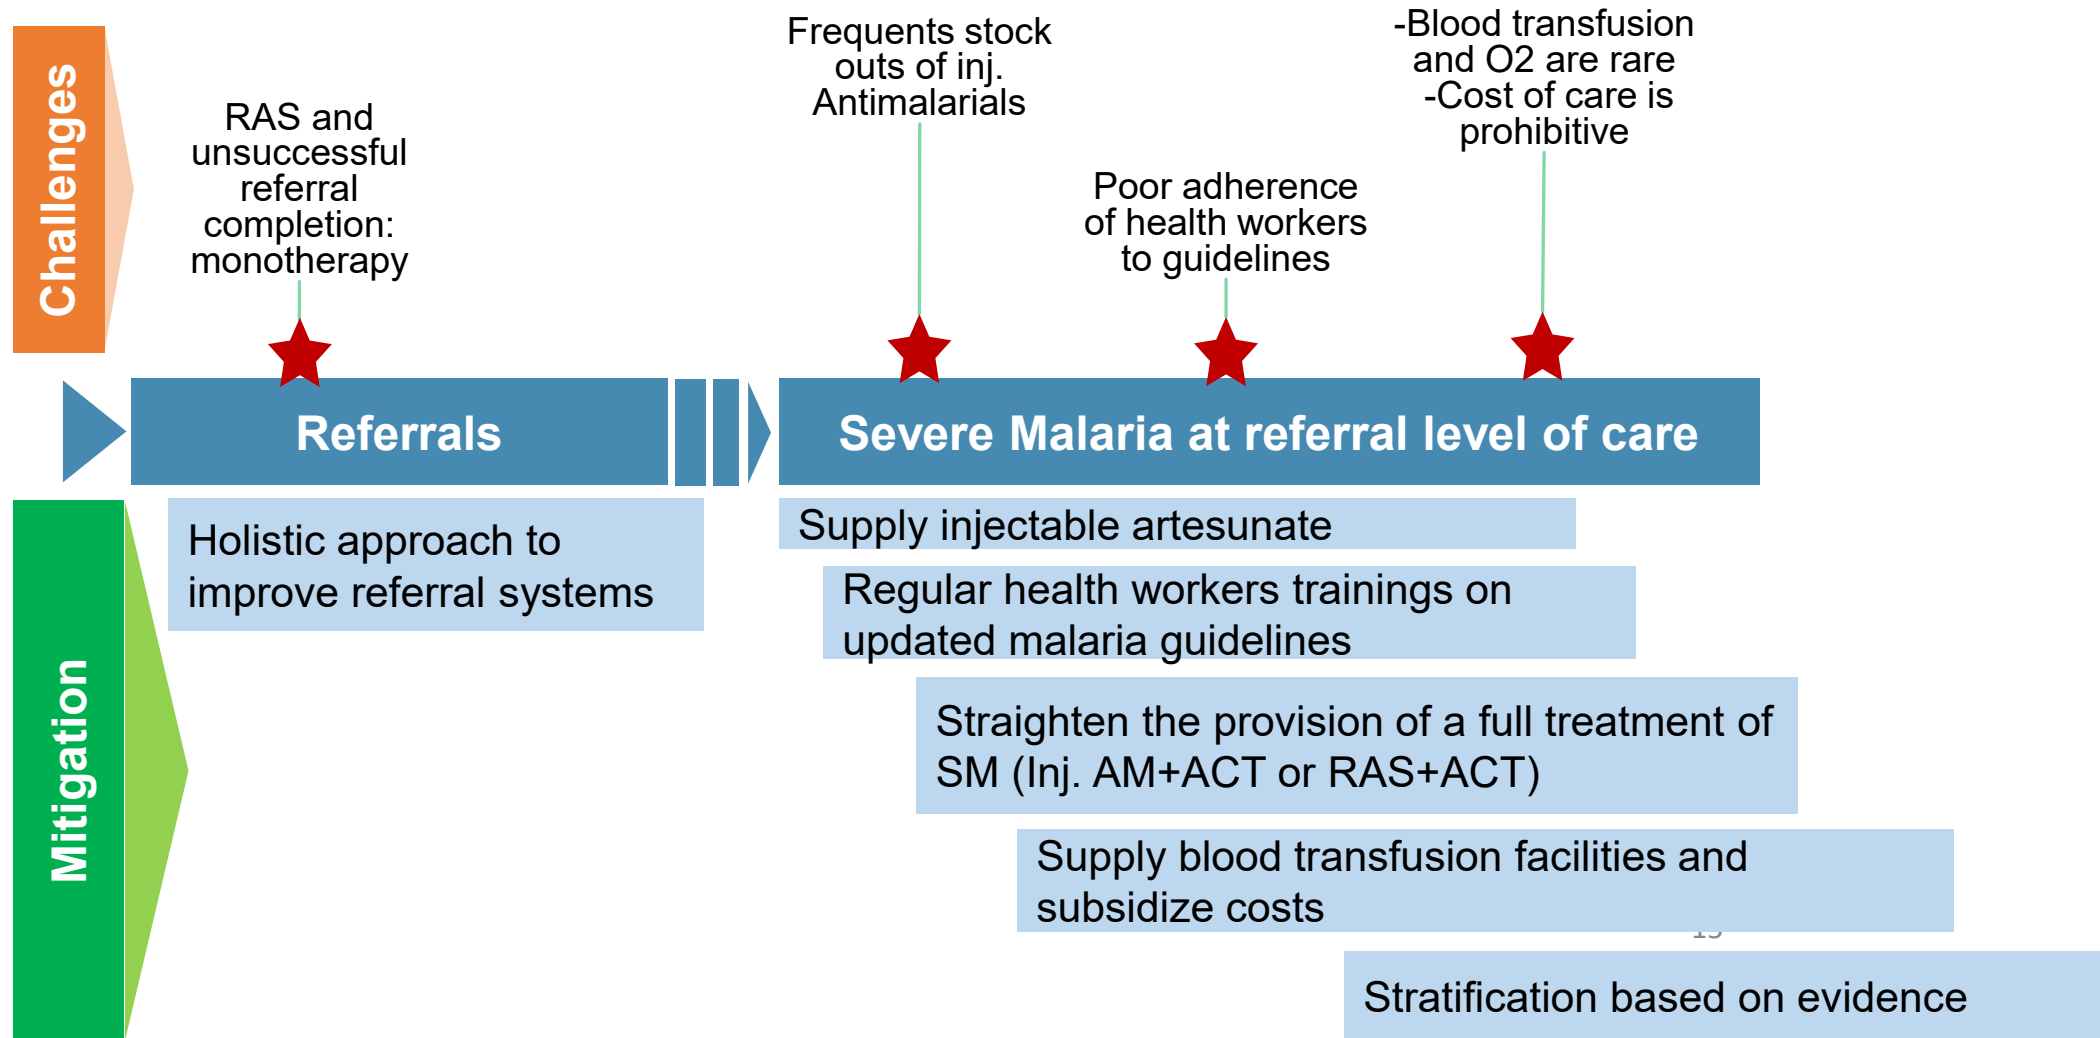 Challenges
RAS and
unsuccessful
referral
completion:
monotherapy
Frequents stock
outs of inj.
Antimalarials
Poor adherence
of health workers
to guidelines
-Blood transfusion
and O2 are rare
-Cost of care is
prohibitive
Referrals
Severe Malaria at referral level of care
Mitigation
Holistic approach to
improve referral systems
Supply injectable artesunate
Regular health workers trainings on
updated malaria guidelines
Straighten the provision of a full treatment of
SM (Inj. AM+ACT or RAS+ACT)
Supply blood transfusion facilities and
subsidize costs
Stratification based on evidence